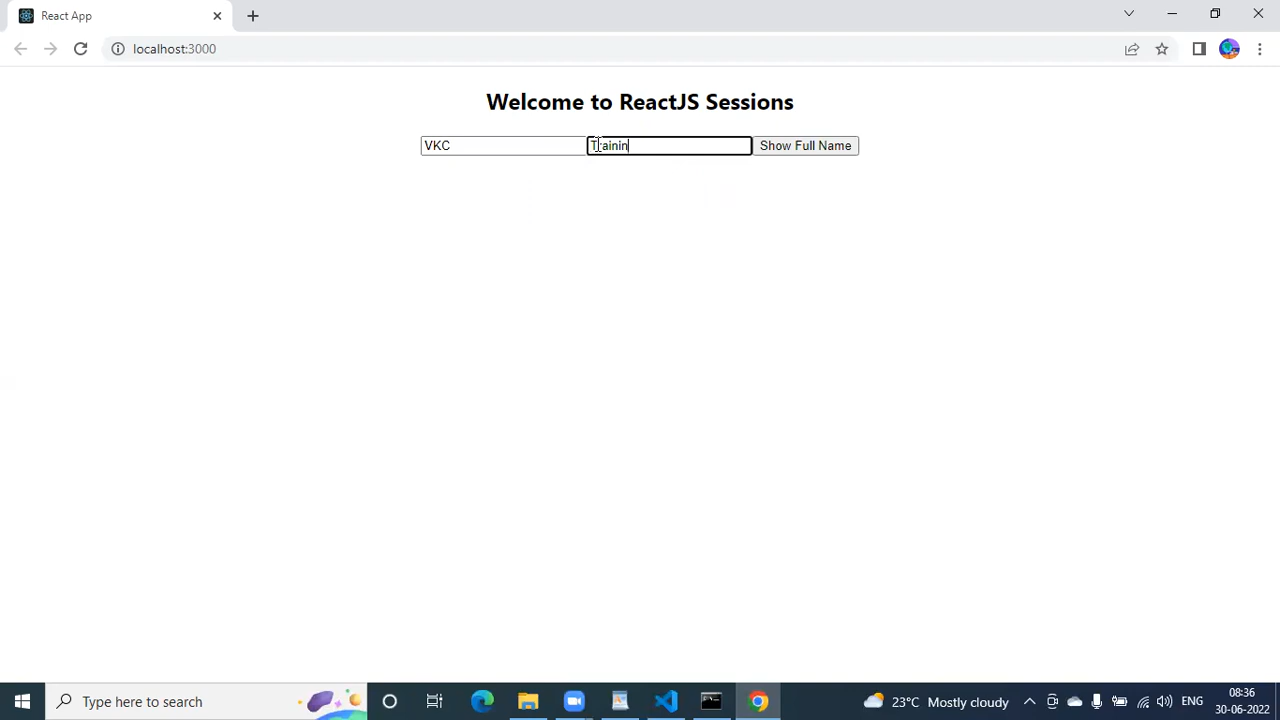 React App
localhost:3000
Welcome to ReactJS Sessions
VKC Trainin Show Full Name
Type here to search 23°C Mostly cloudy ENG 08:36
30-06-2022